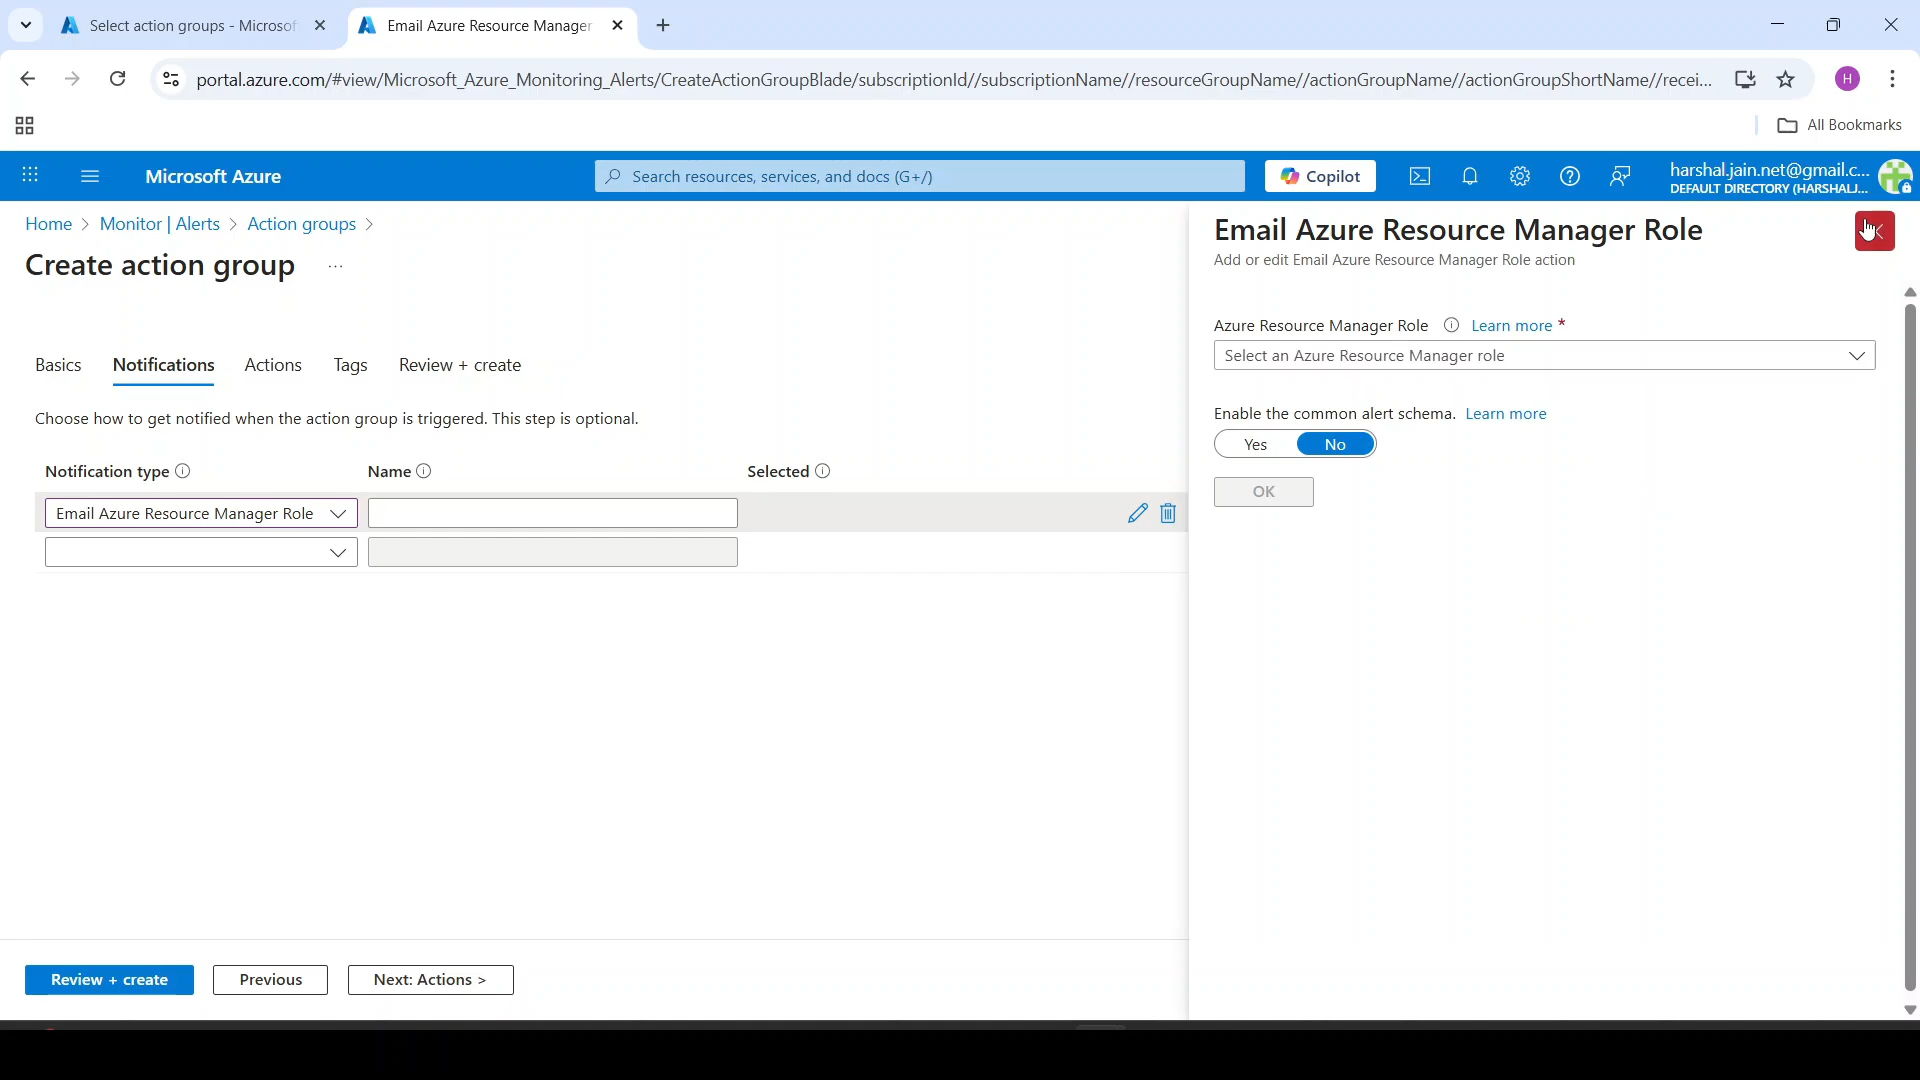 Select action groups - Microsof
Email Azure Resource Manager
portal.azure.com/#view/Microsoft_Azure_Monitoring_Alerts/CreateActionGroupBlade/subscriptionId//subscriptionName//resourceGroupName//actionGroupName//actionGroupShortName//recei...
H
All Bookmarks
Microsoft Azure
Search resources, services, and docs (G+/)
Copilot
harshal.jain.net@gmail.c...
DEFAULT DIRECTORY (HARSHALJ...
Home > Monitor | Alerts > Action groups >
Create action group ...
Basics Notifications Actions Tags Review + create
Choose how to get notified when the action group is triggered. This step is optional.
Notification type Name Selected
Email Azure Resource Manager Role
Review + create Previous Next: Actions >
Email Azure Resource Manager Role
Add or edit Email Azure Resource Manager Role action
Azure Resource Manager Role Learn more *
Select an Azure Resource Manager role
Enable the common alert schema. Learn more
Yes No
OK